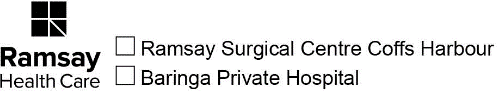 Ramsay
Health Care
Ramsay Surgical Centre Coffs Harbour
Baringa Private Hospital